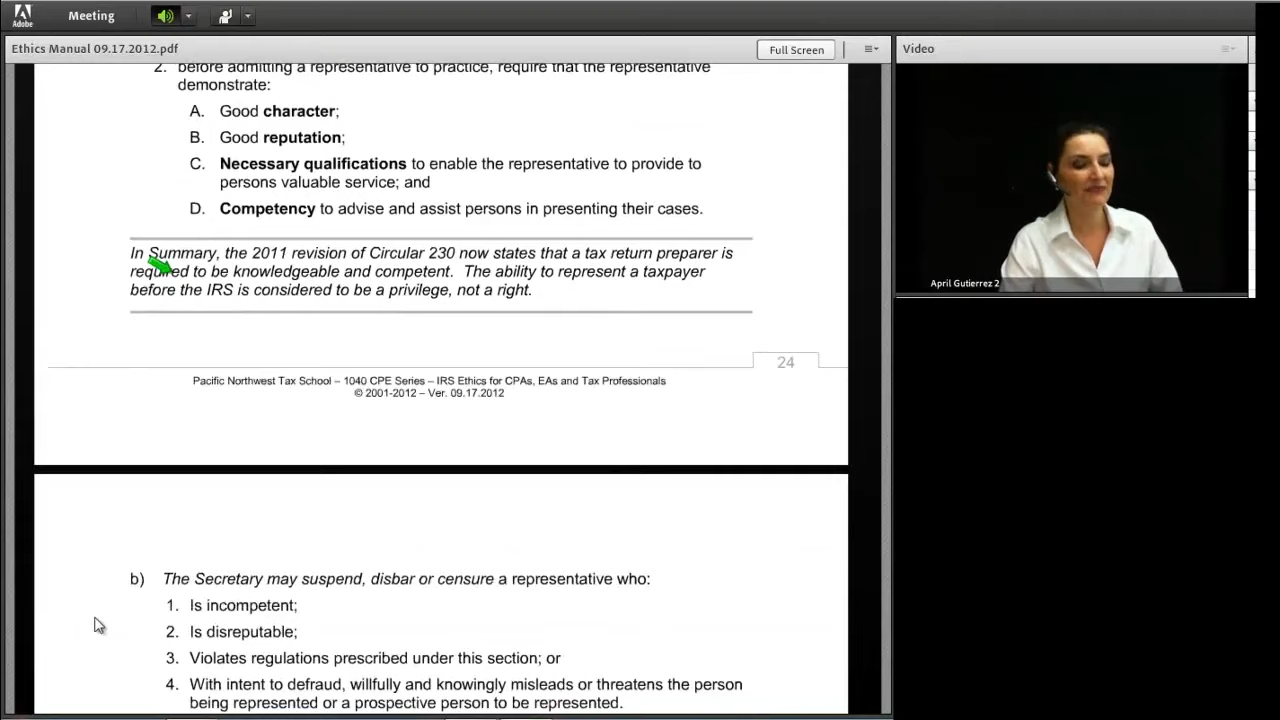 Adobe
Meeting
Ethics Manual 09.17.2012.pdf
Full Screen
Video
2. before admitting a representative to practice, require that the representative
demonstrate:
A. Good character;
B. Good reputation;
C. Necessary qualifications to enable the representative to provide to
persons valuable service; and
D. Competency to advise and assist persons in presenting their cases.
In Summary, the 2011 revision of Circular 230 now states that a tax return preparer is
required to be knowledgeable and competent. The ability to represent a taxpayer
before the IRS is considered to be a privilege, not a right.
24
Pacific Northwest Tax School – 1040 CPE Series – IRS Ethics for CPAs, EAs and Tax Professionals
© 2001-2012 – Ver. 09.17.2012
b) The Secretary may suspend, disbar or censure a representative who:
1. Is incompetent;
2. Is disreputable;
3. Violates regulations prescribed under this section; or
4. With intent to defraud, willfully and knowingly misleads or threatens the person
being represented or a prospective person to be represented.
April Gutierrez 2